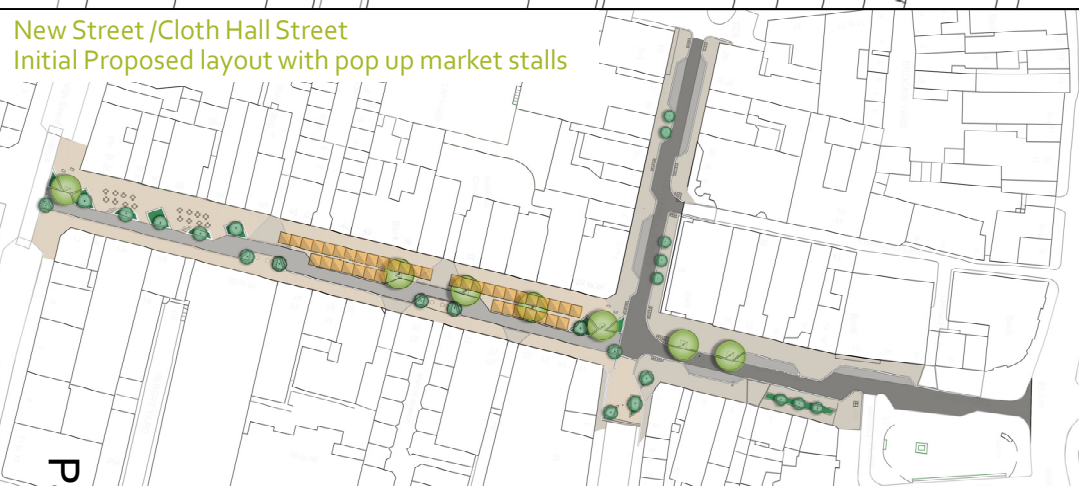 New Street /Cloth Hall Street
Initial Proposed layout with pop up market stalls
P